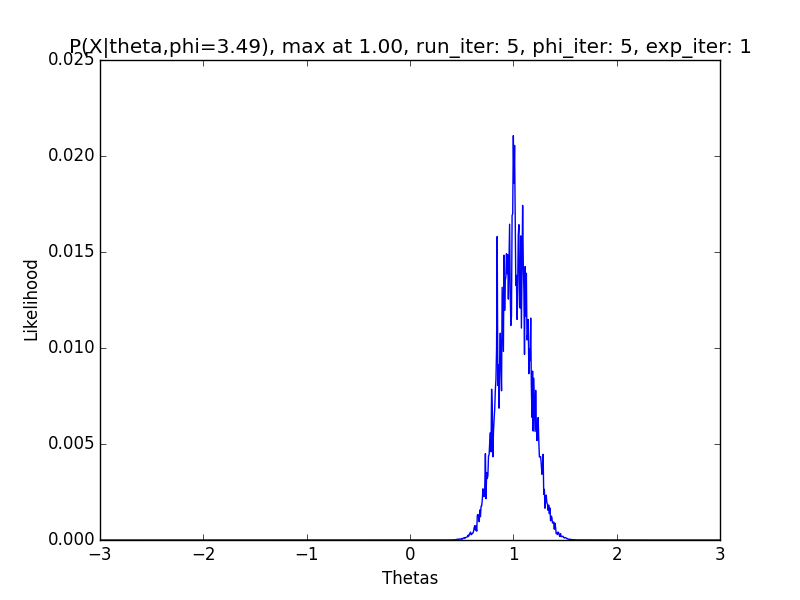 P(X|theta,phi=3.49), max at 1.00, run_iter: 5, phi_iter: 5, exp_iter: 1
0.025
0.020
0.015
0.010
0.005
0.000
Likelihood
−3 −2 −1 0 1 2 3
Thetas